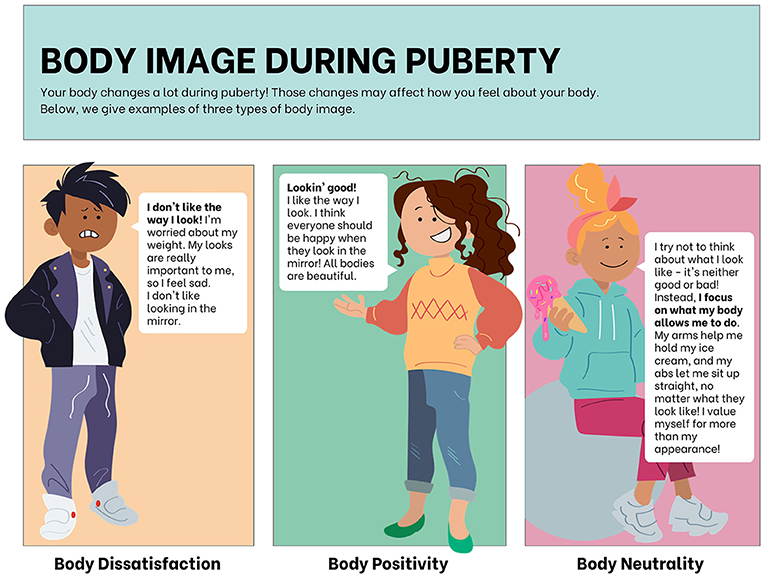 BODY IMAGE DURING PUBERTY
Your body changes a lot during puberty! Those changes may affect how you feel about your body.
Below, we give examples of three types of body image.
I don't like the
way I look! I'm
worried about my
weight. My looks
are really
important to me,
so I feel sad.
I don't like
looking in the
mirror.
Lookin' good!
I like the way I
look. I think
everyone should
be happy when
they look in the
mirror! All bodies
are beautiful.
I try not to think
about what I look
like – it's neither
good or bad!
Instead, I focus
on what my body
allows me to do.
My arms help me
hold my ice
cream, and my
abs let me sit up
straight, no
matter what they
look like! I value
myself for more
than my
appearance!
Body Dissatisfaction
Body Positivity
Body Neutrality